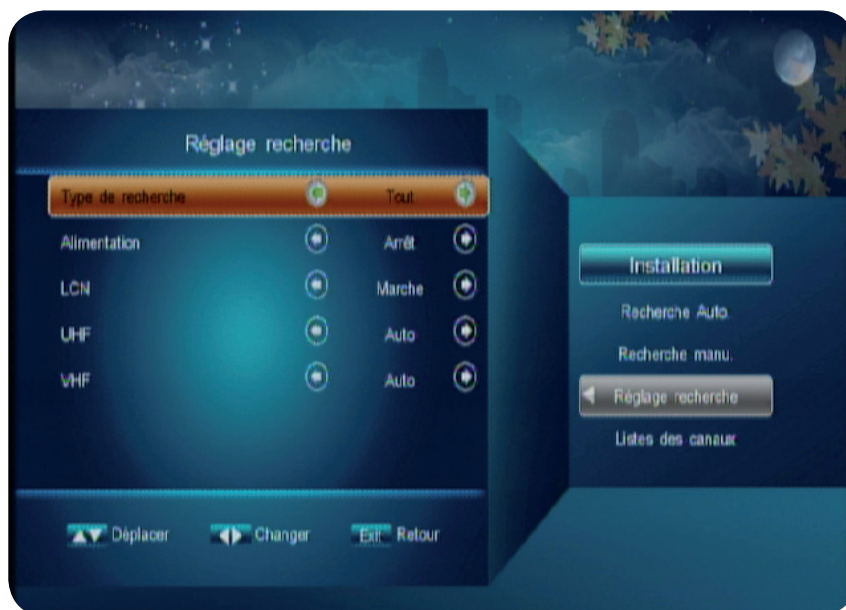 Réglage recherche
Type de recherche Tout
Alimentation Arrêt
LCN Marche
UHF Auto
VHF Auto
Déplacer Changer Exit Retour
Installation
Recherche Auto.
Recherche manu.
Réglage recherche
Listes des canaux